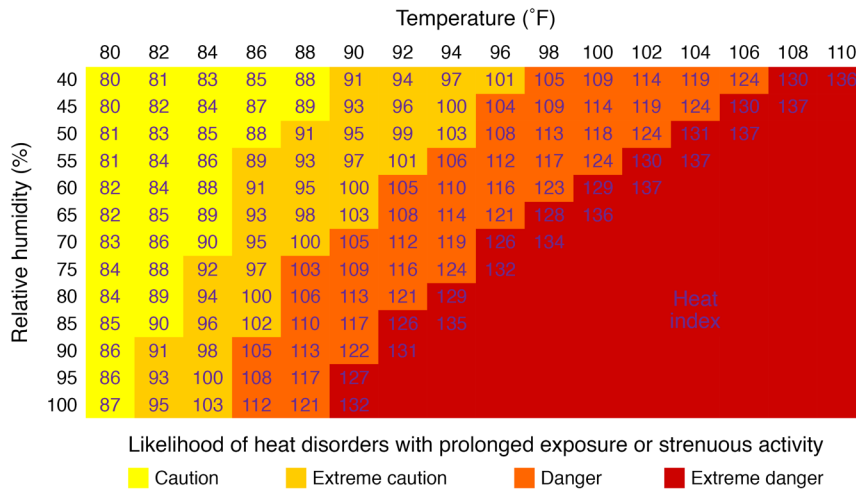 Temperature (˚F)
80 82 84 86 88 90 92 94 96 98 100 102 104 106 108 110
Relative humidity (%)
40 80 81 83 85 88 91 94 97 101 105 109 114 119 124 130 136
45 80 82 84 87 89 93 96 100 104 109 114 119 124 130 137
50 81 83 85 88 91 95 99 103 108 113 118 124 131 137
55 81 84 86 89 93 97 101 106 112 117 124 130 137
60 82 84 88 91 95 100 105 110 116 123 129 137
65 82 85 89 93 98 103 108 114 121 128 136
70 83 86 90 95 100 105 112 119 126 134
75 84 88 92 97 103 109 116 124 132
80 84 89 94 100 106 113 121 129
85 85 90 96 102 110 117 126 135
90 86 91 98 105 113 122 131
95 86 93 100 108 117 127
100 87 95 103 112 121 132
Heat
index
Likelihood of heat disorders with prolonged exposure or strenuous activity
Caution Extreme caution Danger Extreme danger